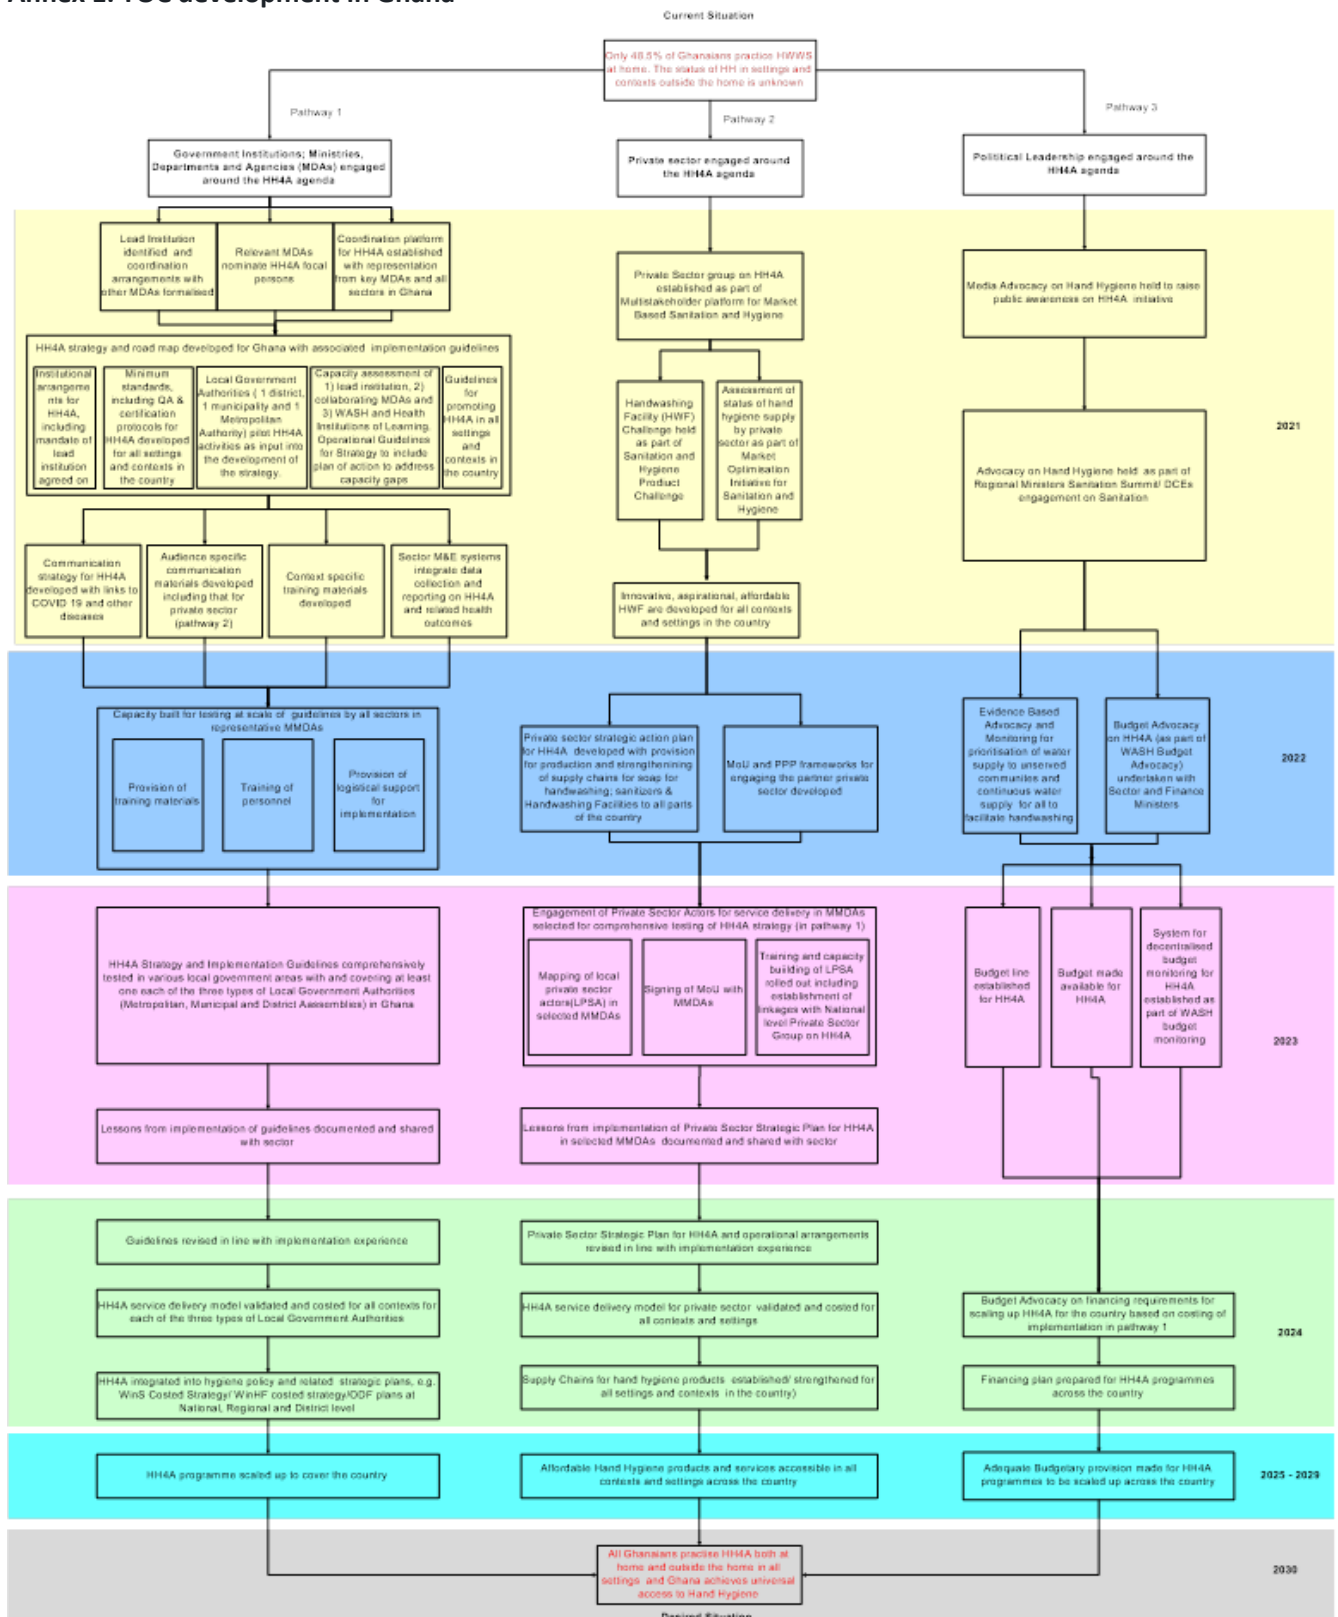 Annex 1: TOC development in Ghana
Current Situation
Only 48.5% of Ghanaians practice HWWS
at home. The status of HH in settings and
contexts outside the home is unknown
Pathway 1
Pathway 2
Pathway 3
Government Institutions; Ministries,
Departments and Agencies (MDAs) engaged
around the HH4A agenda
Private sector engaged around
the HH4A agenda
Polititical Leadership engaged around the
HH4A agenda
Lead Institution
identified and
coordination
arrangements with
other MDAs formalised
Relevant MDAs
nominate HH4A focal
persons
Coordination platform
for HH4A established
with representation
from key MDAs and all
sectors in Ghana
Private Sector group on HH4A
established as part of
Multistakeholder platform for Market
Based Sanitation and Hygiene
Media Advocacy on Hand Hygiene held to raise
public awareness on HH4A initiative
HH4A strategy and road map developed for Ghana with associated implementation guidelines
Institutional
arrangeme
nts for
HH4A,
including
mandate of
lead
institution
agreed on
Minimum
standards,
including QA &
certification
protocols for
HH4A developed
for all settings
and contexts in
the country
Local Government
Authorities ( 1 district,
1 municipality and 1
Metropolitan
Authority) pilot HH4A
activities as input into
the development of
the strategy.
Capacity assessment of
1) lead institution, 2)
collaborating MDAs and
3) WASH and Health
Institutions of Learning.
Operational Guidelines
for Strategy to include
plan of action to address
capacity gaps
Guidelines
for
promoting
HH4A in all
settings
and
contexts in
the country
Handwashing
Facility (HWF)
Challenge held
as part of
Sanitation and
Hygiene
Product
Challenge
Assessment of
status of hand
hygiene supply
by private
sector as part of
Market
Optimisation
Initiative for
Sanitation and
Hygiene
Advocacy on Hand Hygiene held as part of
Regional Ministers Sanitation Summit/ DCEs
engagement on Sanitation
2021
Communication
strategy for HH4A
developed with links to
COVID 19 and other
diseases
Audience specific
communication
materials developed
including that for
private sector
(pathway 2)
Context specific
training materials
developed
Sector M&E systems
integrate data
collection and
reporting on HH4A
and related health
outcomes
Innovative, aspirational, affordable
HWF are developed for all contexts
and settings in the country
Capacity built for testing at scale of guidelines by all sectors in
representative MMDAs
Provision of
training materials
Training of
personnel
Provision of
logistical support
for
implementation
Private sector strategic action plan
for HH4A developed with provision
for production and strengthenining
of supply chains for soap for
handwashing; sanitizers &
Handwashing Facilities to all parts
of the country
MoU and PPP frameworks for
engaging the partner private
sector developed
Evidence Based
Advocacy and
Monitoring for
prioritisation of water
supply to unserved
communites and
continuous water
supply for all to
facilitate handwashing
Budget Advocacy
on HH4A (as part of
WASH Budget
Advocacy)
undertaken with
Sector and Finance
Ministers
2022
HH4A Strategy and Implementation Guidelines comprehensively
tested in various local government areas with and covering at least
one each of the three types of Local Government Authorities
(Metropolitan, Municipal and District Aassemblies) in Ghana
Engagement of Private Sector Actors for service delivery in MMDAs
selected for comprehensive testing of HH4A strategy (in pathway 1)
Mapping of local
private sector
actors(LPSA) in
selected MMDAs
Signing of MoU with
MMDAs
Training and capacity
building of LPSA
rolled out including
establishment of
linkages with National
level Private Sector
Group on HH4A
Budget line
established
for HH4A
Budget made
available for
HH4A
System for
decentralised
budget
monitoring for
HH4A
established as
part of WASH
budget
monitoring
2023
Lessons from implementation of guidelines documented and shared
with sector
Lessons from implementation of Private Sector Strategic Plan for HH4A
in selected MMDAs documented and shared with sector
Guidelines revised in line with implementation experience
Private Sector Strategic Plan for HH4A and operational arrangements
revised in line with implementation experience
HH4A service delivery model validated and costed for all contexts for
each of the three types of Local Government Authorities
HH4A service delivery model for private sector validated and costed for
all contexts and settings
Budget Advocacy on financing requirements for
scaling up HH4A for the country based on costing of
implementation in pathway 1
2024
HH4A integrated into hygiene policy and related strategic plans, e.g.
WinS Costed Strategy/ WinHF costed strategy/ODF plans at
National, Regional and District level
Supply Chains for hand hygiene products established/ strengthened for
all settings and contexts in the country)
Financing plan prepared for HH4A programmes
across the country
HH4A programme scaled up to cover the country
Affordable Hand Hygiene products and services accessible in all
contexts and settings across the country
Adequate Budgetary provision made for HH4A
programmes to be scaled up across the country
2025 - 2029
All Ghanaians practise HH4A both at
home and outside the home in all
settings and Ghana achieves universal
access to Hand Hygiene
2030
Desired Situation